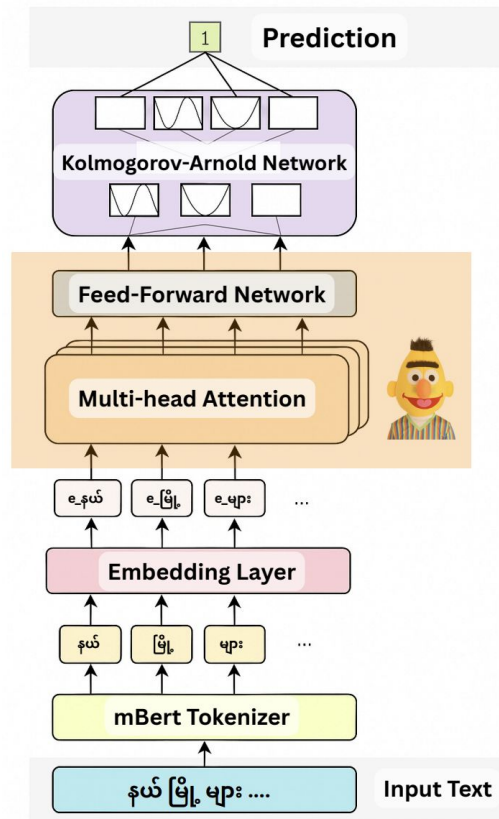 1 Prediction
Kolmogorov-Arnold Network
Feed-Forward Network
Multi-head Attention
e_နယ် e_မြို့ e_များ ...
Embedding Layer
နယ် မြို့ များ ...
mBert Tokenizer
နယ် မြို့ များ .... Input Text